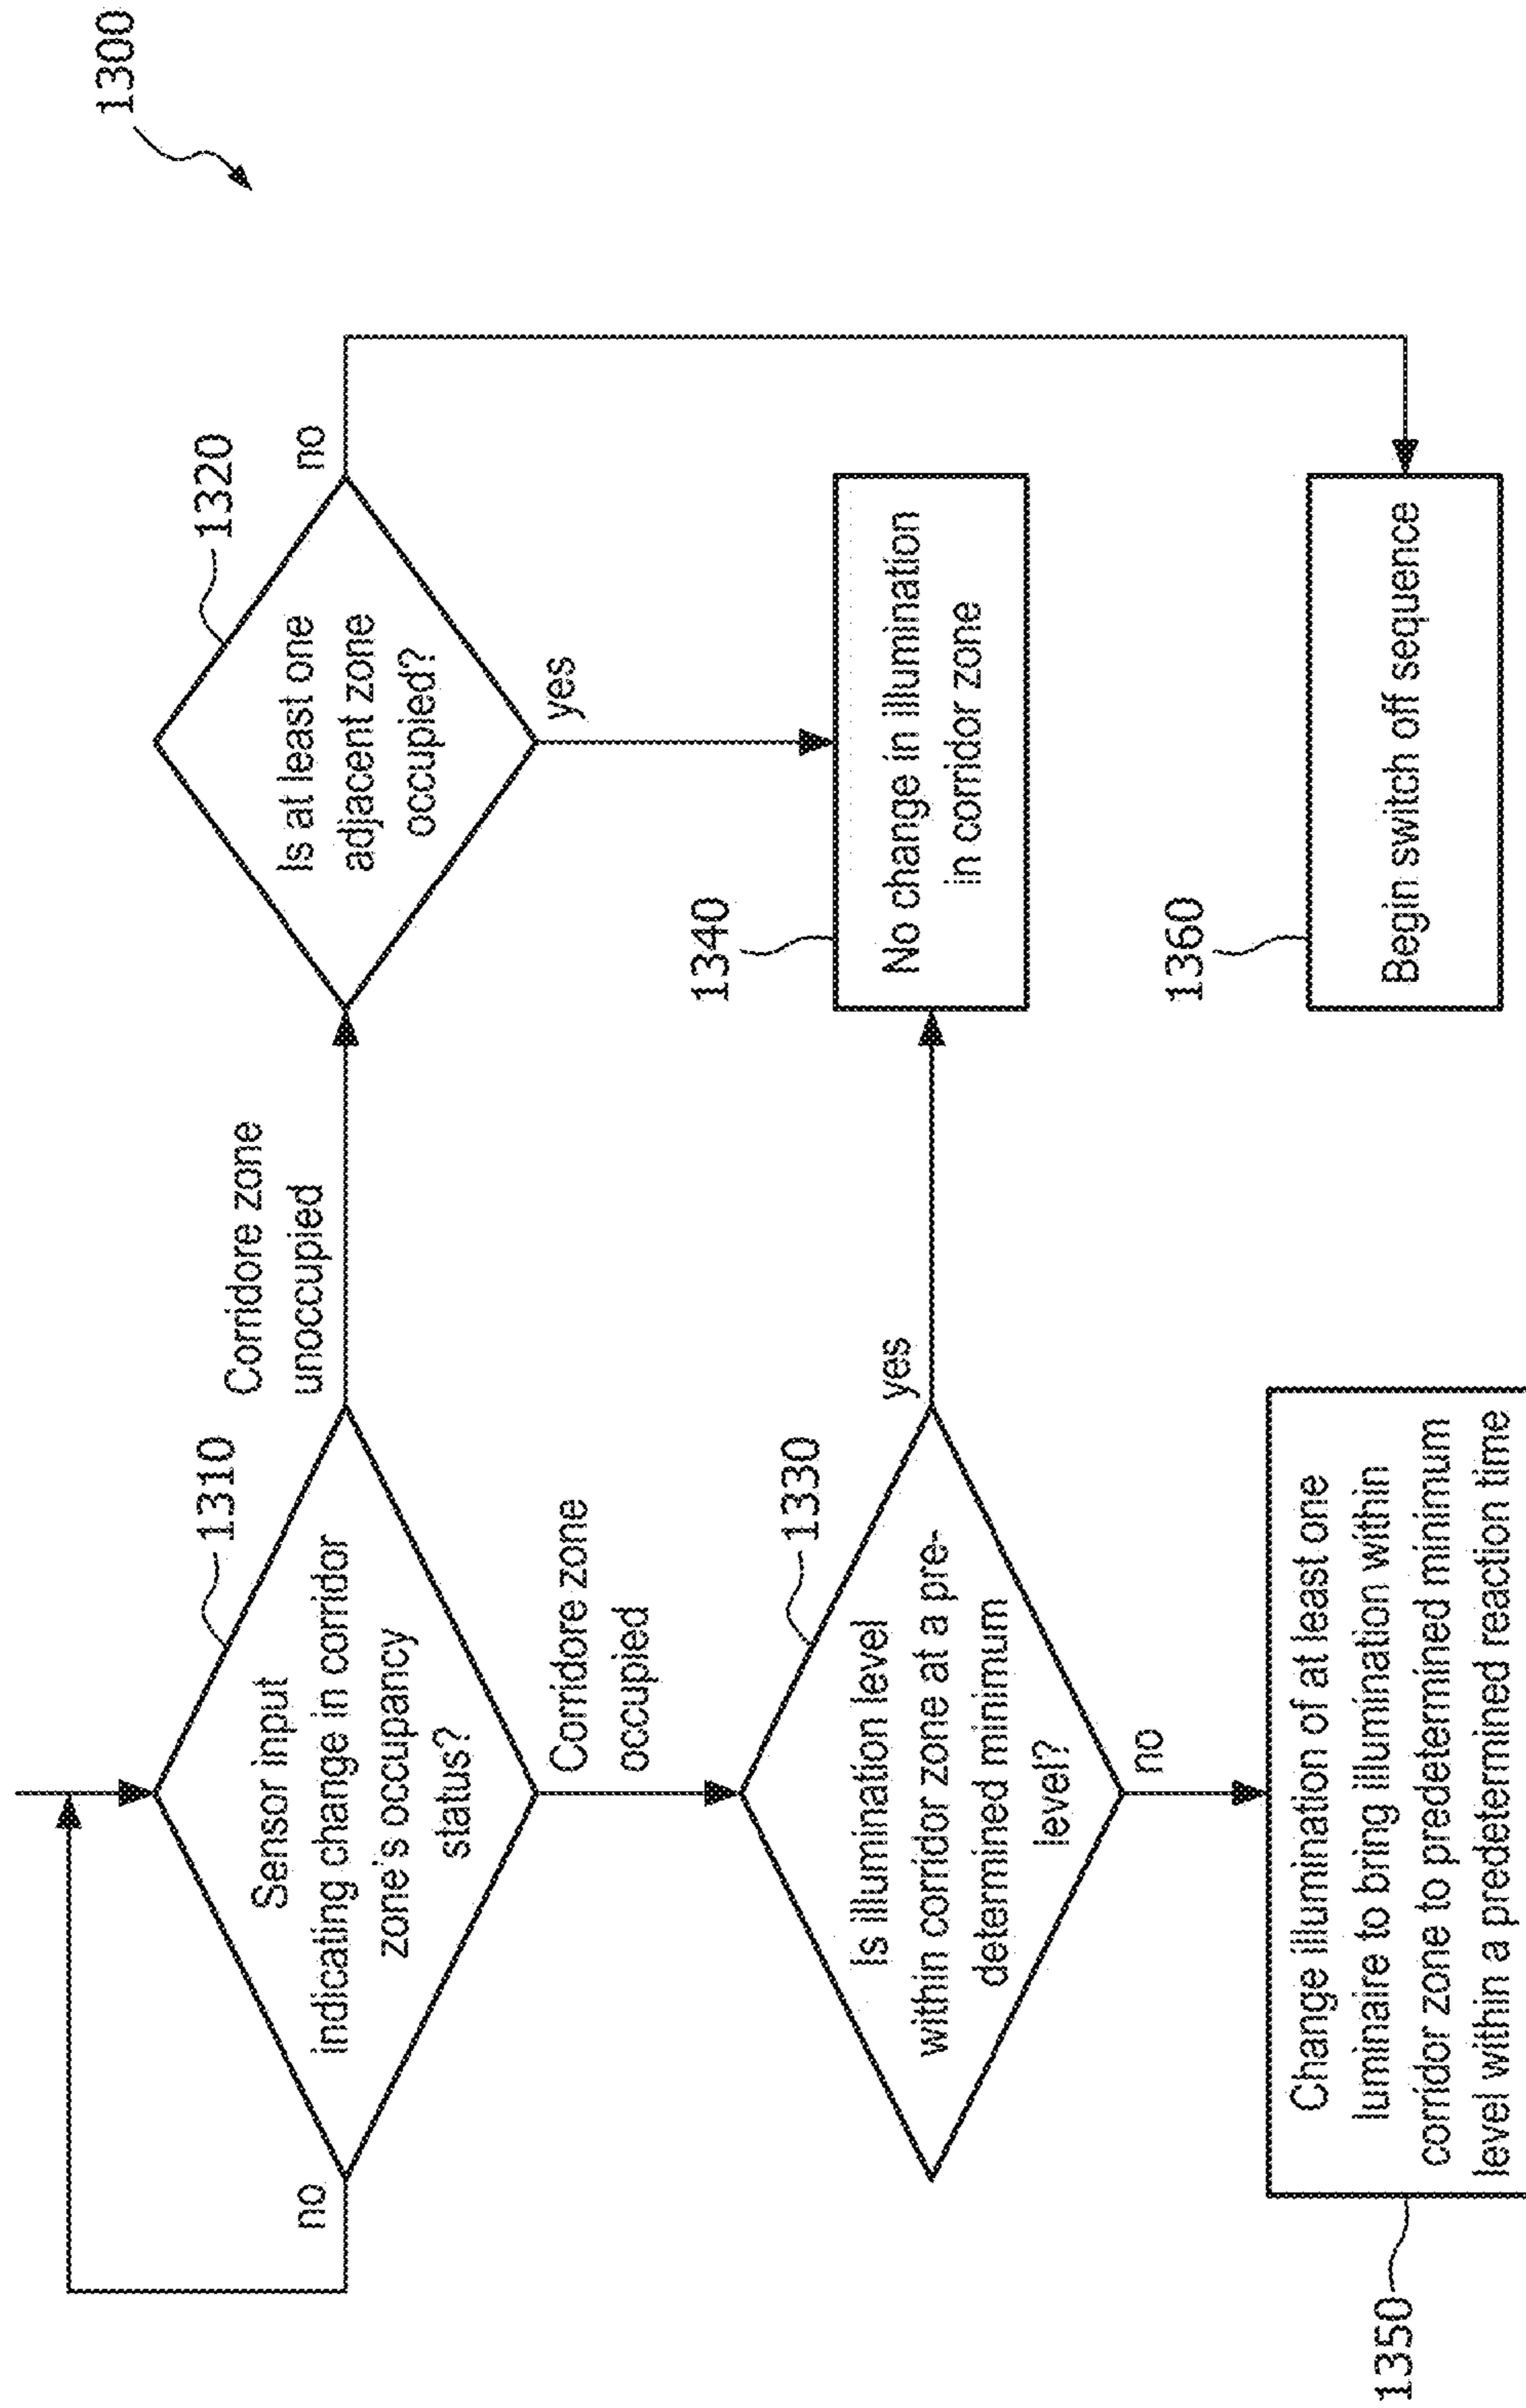 1300
1310
Sensor input
indicating change in corridor
zone's occupancy
status?
no
Corridore zone
unoccupied
1320
Is at least one
adjacent zone
occupied?
no
yes
Corridore zone
occupied
1330
Is illumination level
within corridor zone at a pre-
determined minimum
level?
yes
no
1340
No change in illumination
in corridor zone
1350
Change illumination of at least one
luminaire to bring illumination within
corridor zone to predetermined minimum
level within a predetermined reaction time
1360
Begin switch off sequence